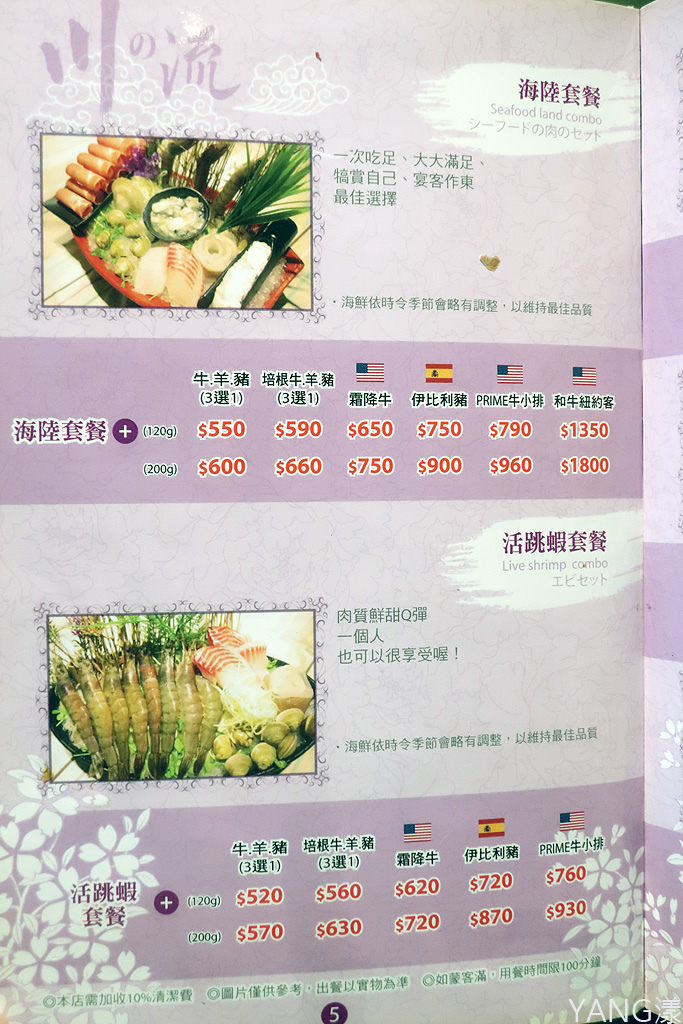 川の流
海陸套餐
Seafood land combo
シーフードの肉のセット
一次吃足、大大滿足、
犒賞自己、宴客作東
最佳選擇
・海鮮依時令季節會略有調整，以維持最佳品質
牛.羊.豬 培根牛.羊.豬 霜降牛 伊比利豬 PRIME牛小排 和牛紐約客
(3選1) (3選1)
海陸套餐 + (120g) $550 $590 $650 $750 $790 $1350
(200g) $600 $660 $750 $900 $960 $1800
活跳蝦套餐
Live shrimp combo
エビセット
肉質鮮甜Q彈
一個人
也可以很享受喔！
・海鮮依時令季節會略有調整，以維持最佳品質
牛.羊.豬 培根牛.羊.豬 霜降牛 伊比利豬 PRIME牛小排
(3選1) (3選1)
活跳蝦
套餐 + (120g) $520 $560 $620 $720 $760
(200g) $570 $630 $720 $870 $930
◎本店需加收10%清潔費 ◎圖片僅供參考，出餐以實物為準 ◎如蒙客滿，用餐時間限100分鐘
5
YANG漾